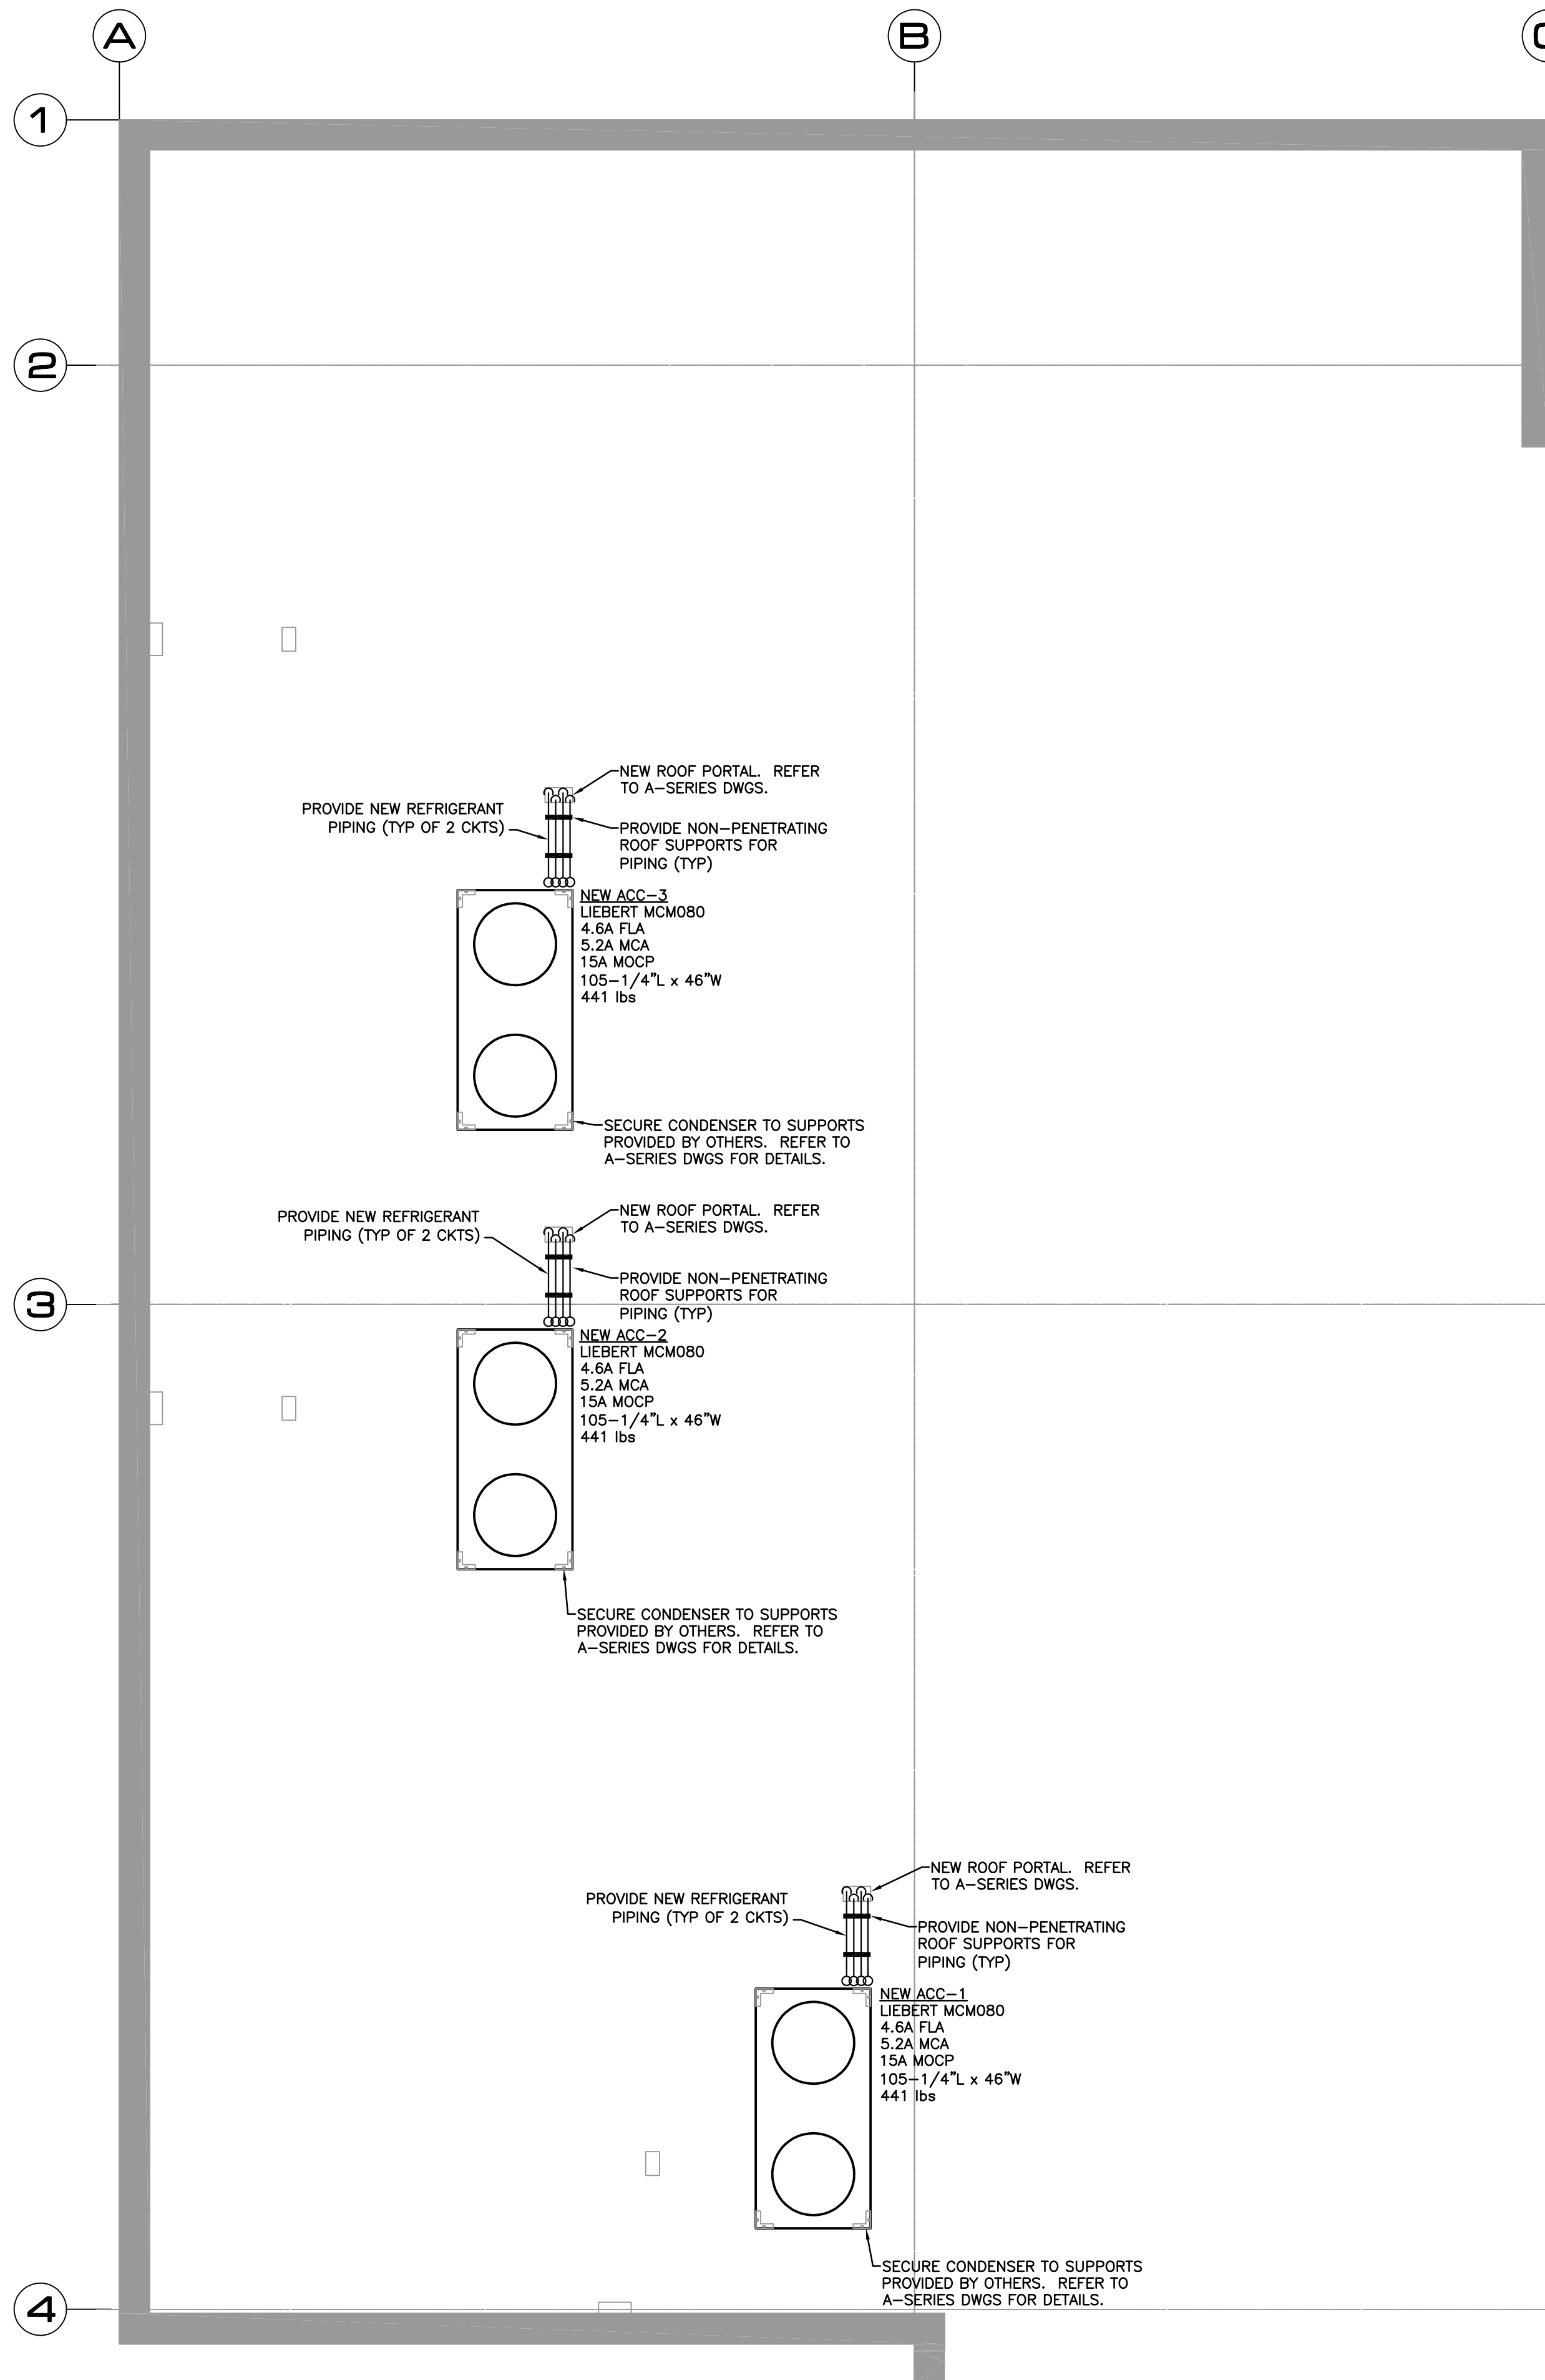 A
B
1
2
NEW ROOF PORTAL.  REFER
TO A-SERIES DWGS.
PROVIDE NEW REFRIGERANT
PIPING (TYP OF 2 CKTS)
PROVIDE NON-PENETRATING
ROOF SUPPORTS FOR
PIPING (TYP)
NEW ACC-3
LIEBERT MCM080
4.6A FLA
5.2A MCA
15A MOCP
105-1/4"L x 46"W
441 lbs
SECURE CONDENSER TO SUPPORTS
PROVIDED BY OTHERS.  REFER TO
A-SERIES DWGS FOR DETAILS.
NEW ROOF PORTAL.  REFER
TO A-SERIES DWGS.
PROVIDE NEW REFRIGERANT
PIPING (TYP OF 2 CKTS)
PROVIDE NON-PENETRATING
ROOF SUPPORTS FOR
PIPING (TYP)
3
NEW ACC-2
LIEBERT MCM080
4.6A FLA
5.2A MCA
15A MOCP
105-1/4"L x 46"W
441 lbs
SECURE CONDENSER TO SUPPORTS
PROVIDED BY OTHERS.  REFER TO
A-SERIES DWGS FOR DETAILS.
NEW ROOF PORTAL.  REFER
TO A-SERIES DWGS.
PROVIDE NEW REFRIGERANT
PIPING (TYP OF 2 CKTS)
PROVIDE NON-PENETRATING
ROOF SUPPORTS FOR
PIPING (TYP)
NEW ACC-1
LIEBERT MCM080
4.6A FLA
5.2A MCA
15A MOCP
105-1/4"L x 46"W
441 lbs
SECURE CONDENSER TO SUPPORTS
PROVIDED BY OTHERS.  REFER TO
A-SERIES DWGS FOR DETAILS.
4